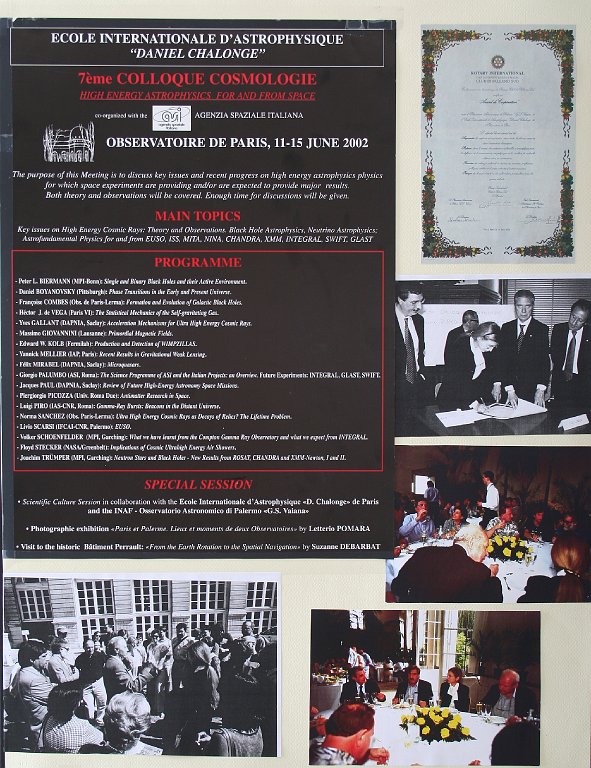 ECOLE INTERNATIONALE D'ASTROPHYSIQUE
“DANIEL CHALONGE”
7ème COLLOQUE COSMOLOGIE
HIGH ENERGY ASTROPHYSICS FOR AND FROM SPACE
co-organized with the asi AGENZIA SPAZIALE ITALIANA
OBSERVATOIRE DE PARIS, 11-15 JUNE 2002
The purpose of this Meeting is to discuss key issues and recent progress on high energy astrophysics physics
for which space experiments are providing and/or are expected to provide major results.
Both theory and observations will be covered. Enough time for discussions will be given.
MAIN TOPICS
Key issues on High Energy Cosmic Rays: Theory and Observations. Black Hole Astrophysics, Neutrino Astrophysics;
Astrofundamental Physics for and from EUSO, ISS, MITA, NINA, CHANDRA, XMM, INTEGRAL, SWIFT, GLAST
PROGRAMME
- Peter L. BIERMANN (MPI-Bonn): Single and Binary Black Holes and their Active Environment.
- Daniel BOYANOVSKY (Pittsburgh): Phase Transitions in the Early and Present Universe.
- Françoise COMBES (Obs. de Paris-Lerma): Formation and Evolution of Galactic Black Holes.
- Héctor J. de VEGA (Paris VI): The Statistical Mechanics of the Self-gravitating Gas.
- Yves GALLANT (DAPNIA, Saclay): Acceleration Mechanisms for Ultra High Energy Cosmic Rays.
- Massimo GIOVANNINI (Lausanne): Primordial Magnetic Fields.
- Edward W. KOLB (Fermilab): Production and Detection of WIMPZILLAS.
- Yannick MELLIER (IAP, Paris): Recent Results in Gravitational Weak Lensing.
- Félix MIRABEL (DAPNIA, Saclay): Microquasars.
- Giorgio PALUMBO (ASI, Roma): The Science Programme of ASI and the Italian Projects: an Overview. Future Experiments: INTEGRAL, GLAST, SWIFT.
- Jacques PAUL (DAPNIA, Saclay): Review of Future High-Energy Astronomy Space Missions.
- Piergiorgio PICOZZA (Univ. Roma Due): Antimatter Research in Space.
- Luigi PIRO (IAS-CNR, Roma): Gamma-Ray Bursts: Beacons in the Distant Universe.
- Norma SANCHEZ (Obs. Paris-Lerma): Ultra High Energy Cosmic Rays as Decays of Relics? The Lifetime Problem.
- Livio SCARSI (IFCAI-CNR, Palermo): EUSO.
- Volker SCHOENFELDER (MPI, Garching): What we have learnt from the Compton Gamma Ray Observatory and what we expect from INTEGRAL.
- Floyd STECKER (NASA/Greenbelt): Implications of Cosmic Ultrahigh Energy Air Showers.
- Joachim TRÜMPER (MPI, Garching): Neutron Stars and Black Holes - New Results from ROSAT, CHANDRA and XMM-Newton, I and II.
SPECIAL SESSION
• Scientific Culture Session in collaboration with the Ecole Internationale d'Astrophysique «D. Chalonge» de Paris
and the INAF - Osservatorio Astronomico di Palermo «G.S. Vaiana»
• Photographic exhibition «Paris et Palerme. Lieux et moments de deux Observatoires» by Letterio POMARA
• Visit to the historic Bâtiment Perrault: «From the Earth Rotation to the Spatial Navigation» by Suzanne DEBARBAT
ROTARY INTERNATIONAL